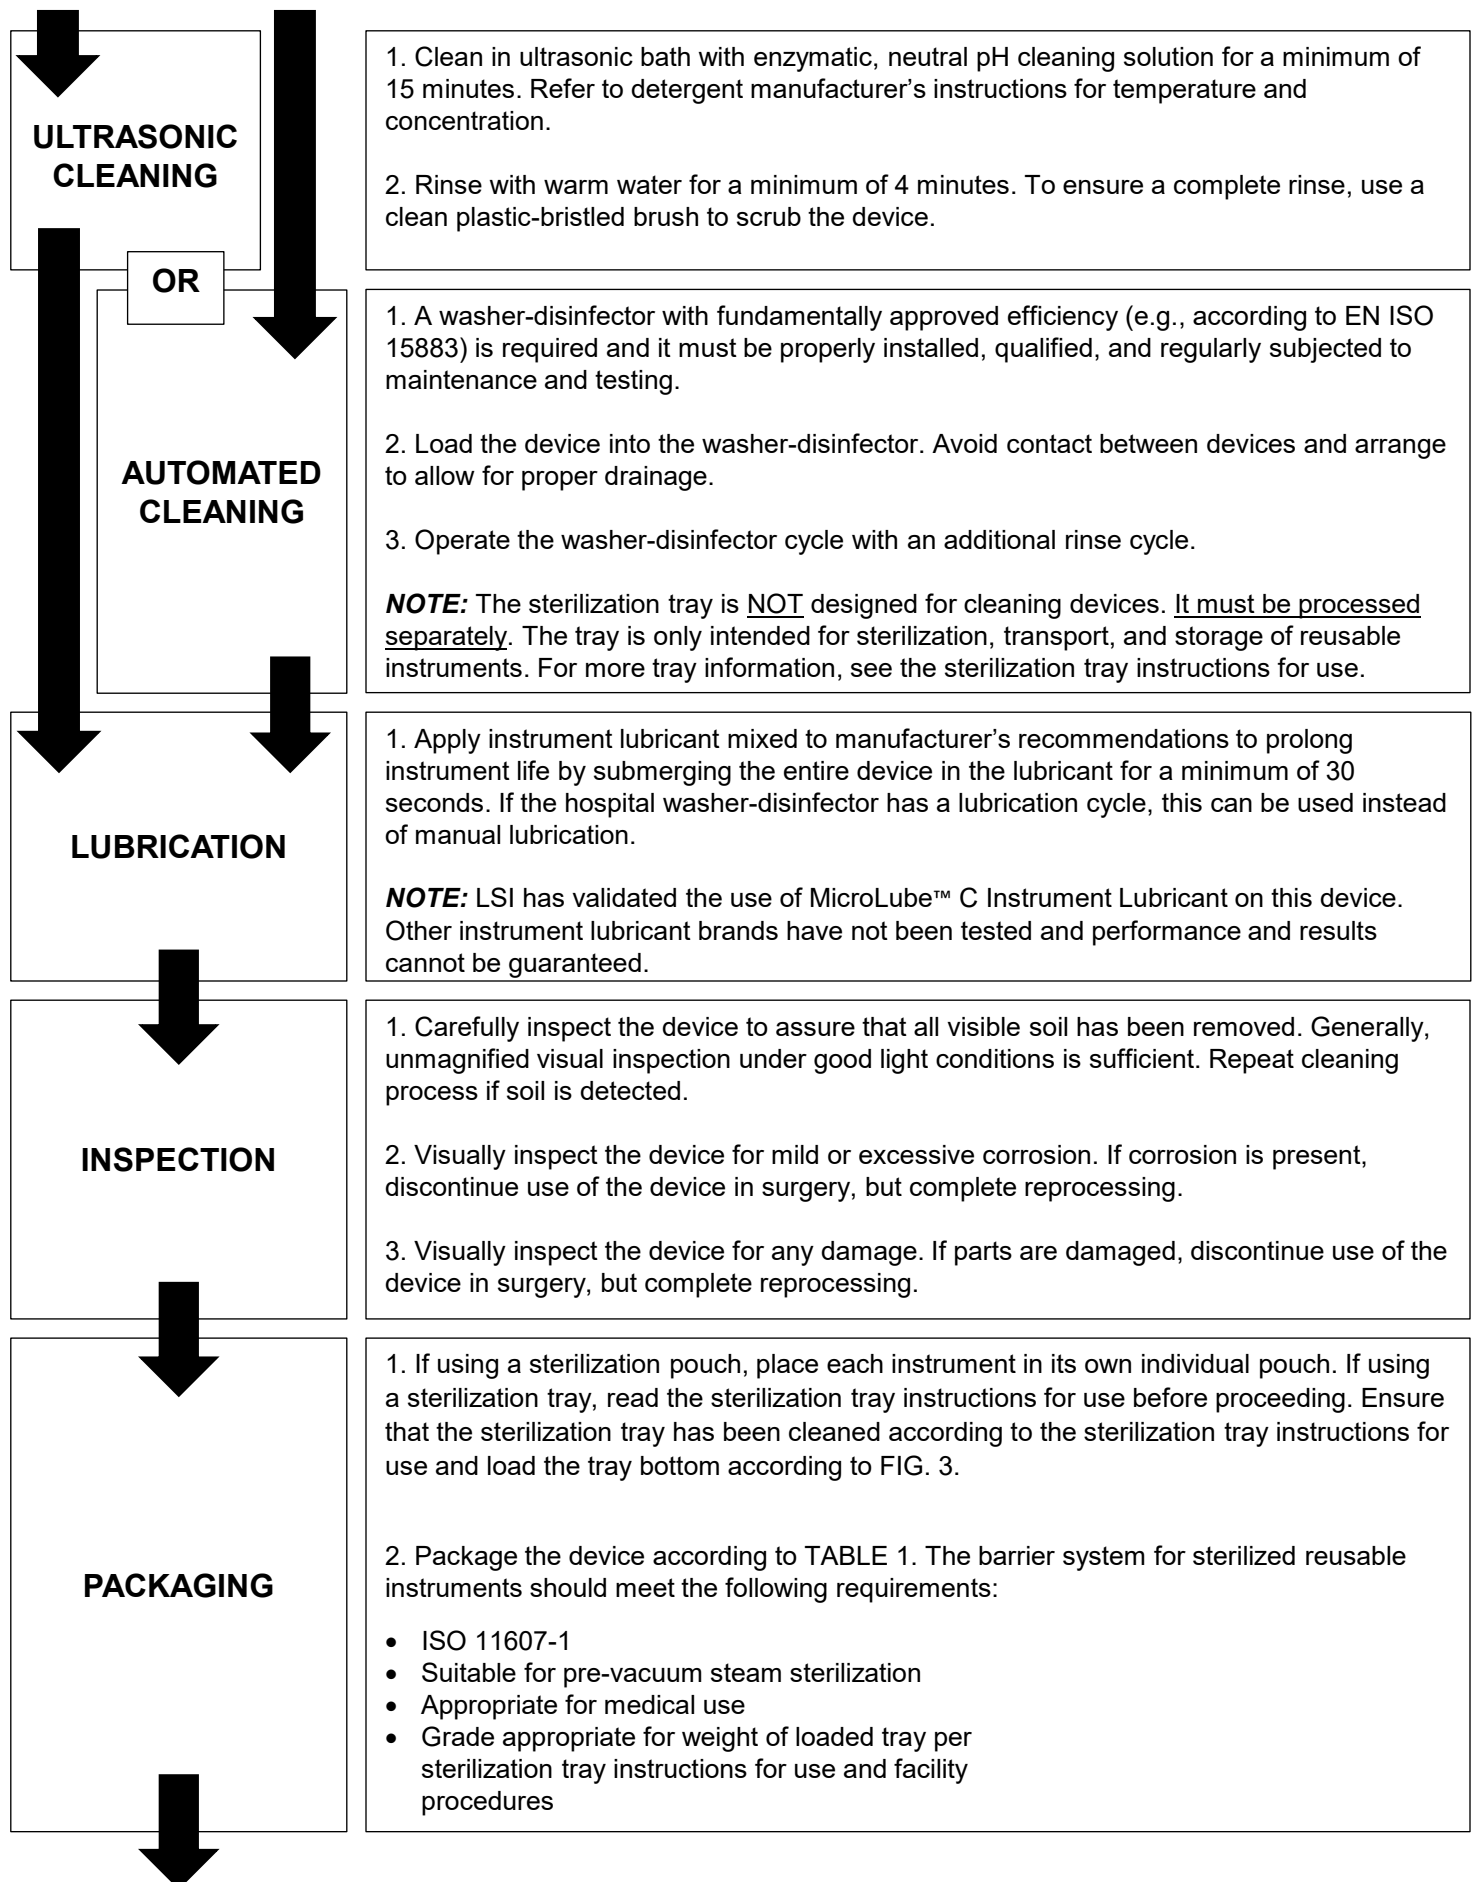 ULTRASONIC
CLEANING
1. Clean in ultrasonic bath with enzymatic, neutral pH cleaning solution for a minimum of
15 minutes. Refer to detergent manufacturer’s instructions for temperature and
concentration.
2. Rinse with warm water for a minimum of 4 minutes. To ensure a complete rinse, use a
clean plastic-bristled brush to scrub the device.
OR
AUTOMATED
CLEANING
1. A washer-disinfector with fundamentally approved efficiency (e.g., according to EN ISO
15883) is required and it must be properly installed, qualified, and regularly subjected to
maintenance and testing.
2. Load the device into the washer-disinfector. Avoid contact between devices and arrange
to allow for proper drainage.
3. Operate the washer-disinfector cycle with an additional rinse cycle.
NOTE: The sterilization tray is NOT designed for cleaning devices. It must be processed
separately. The tray is only intended for sterilization, transport, and storage of reusable
instruments. For more tray information, see the sterilization tray instructions for use.
LUBRICATION
1. Apply instrument lubricant mixed to manufacturer’s recommendations to prolong
instrument life by submerging the entire device in the lubricant for a minimum of 30
seconds. If the hospital washer-disinfector has a lubrication cycle, this can be used instead
of manual lubrication.
NOTE: LSI has validated the use of MicroLube™ C Instrument Lubricant on this device.
Other instrument lubricant brands have not been tested and performance and results
cannot be guaranteed.
INSPECTION
1. Carefully inspect the device to assure that all visible soil has been removed. Generally,
unmagnified visual inspection under good light conditions is sufficient. Repeat cleaning
process if soil is detected.
2. Visually inspect the device for mild or excessive corrosion. If corrosion is present,
discontinue use of the device in surgery, but complete reprocessing.
3. Visually inspect the device for any damage. If parts are damaged, discontinue use of the
device in surgery, but complete reprocessing.
PACKAGING
1. If using a sterilization pouch, place each instrument in its own individual pouch. If using
a sterilization tray, read the sterilization tray instructions for use before proceeding. Ensure
that the sterilization tray has been cleaned according to the sterilization tray instructions for
use and load the tray bottom according to FIG. 3.
2. Package the device according to TABLE 1. The barrier system for sterilized reusable
instruments should meet the following requirements:
• ISO 11607-1
• Suitable for pre-vacuum steam sterilization
• Appropriate for medical use
• Grade appropriate for weight of loaded tray per
sterilization tray instructions for use and facility
procedures